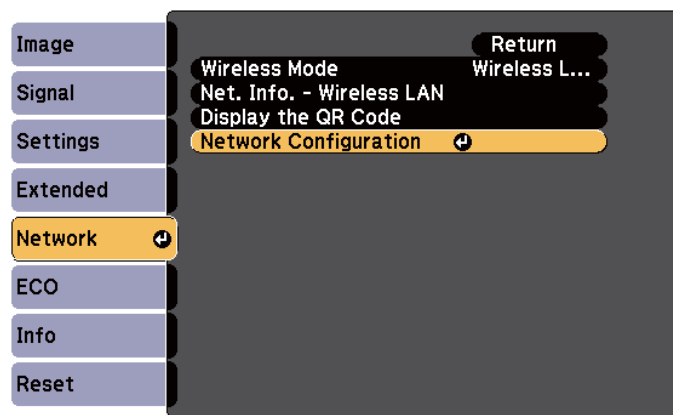 Image
Signal
Settings
Extended
Network
ECO
Info
Reset
Return
Wireless Mode Wireless L...
Net. Info. - Wireless LAN
Display the QR Code
Network Configuration